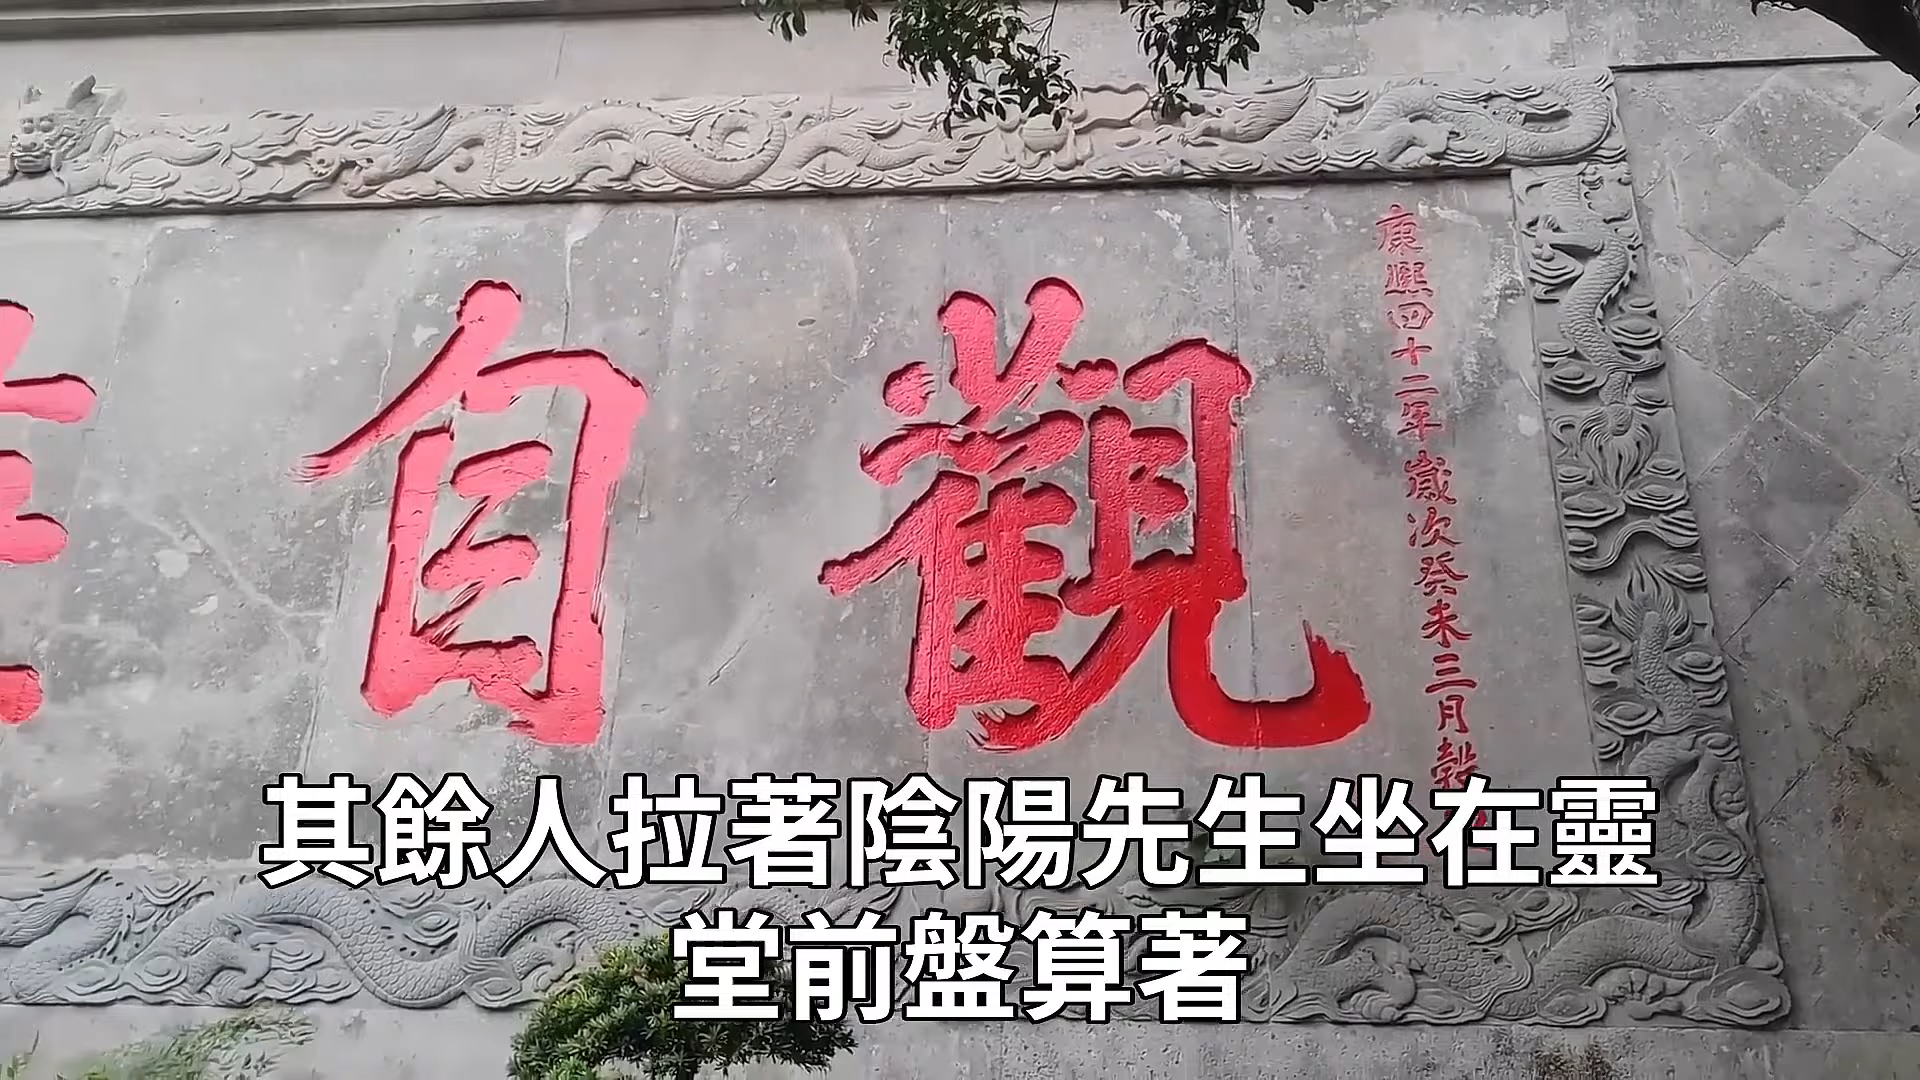 康熙四十二年歲次癸未三月穀
觀自
其餘人拉著陰陽先生坐在靈
堂前盤算著